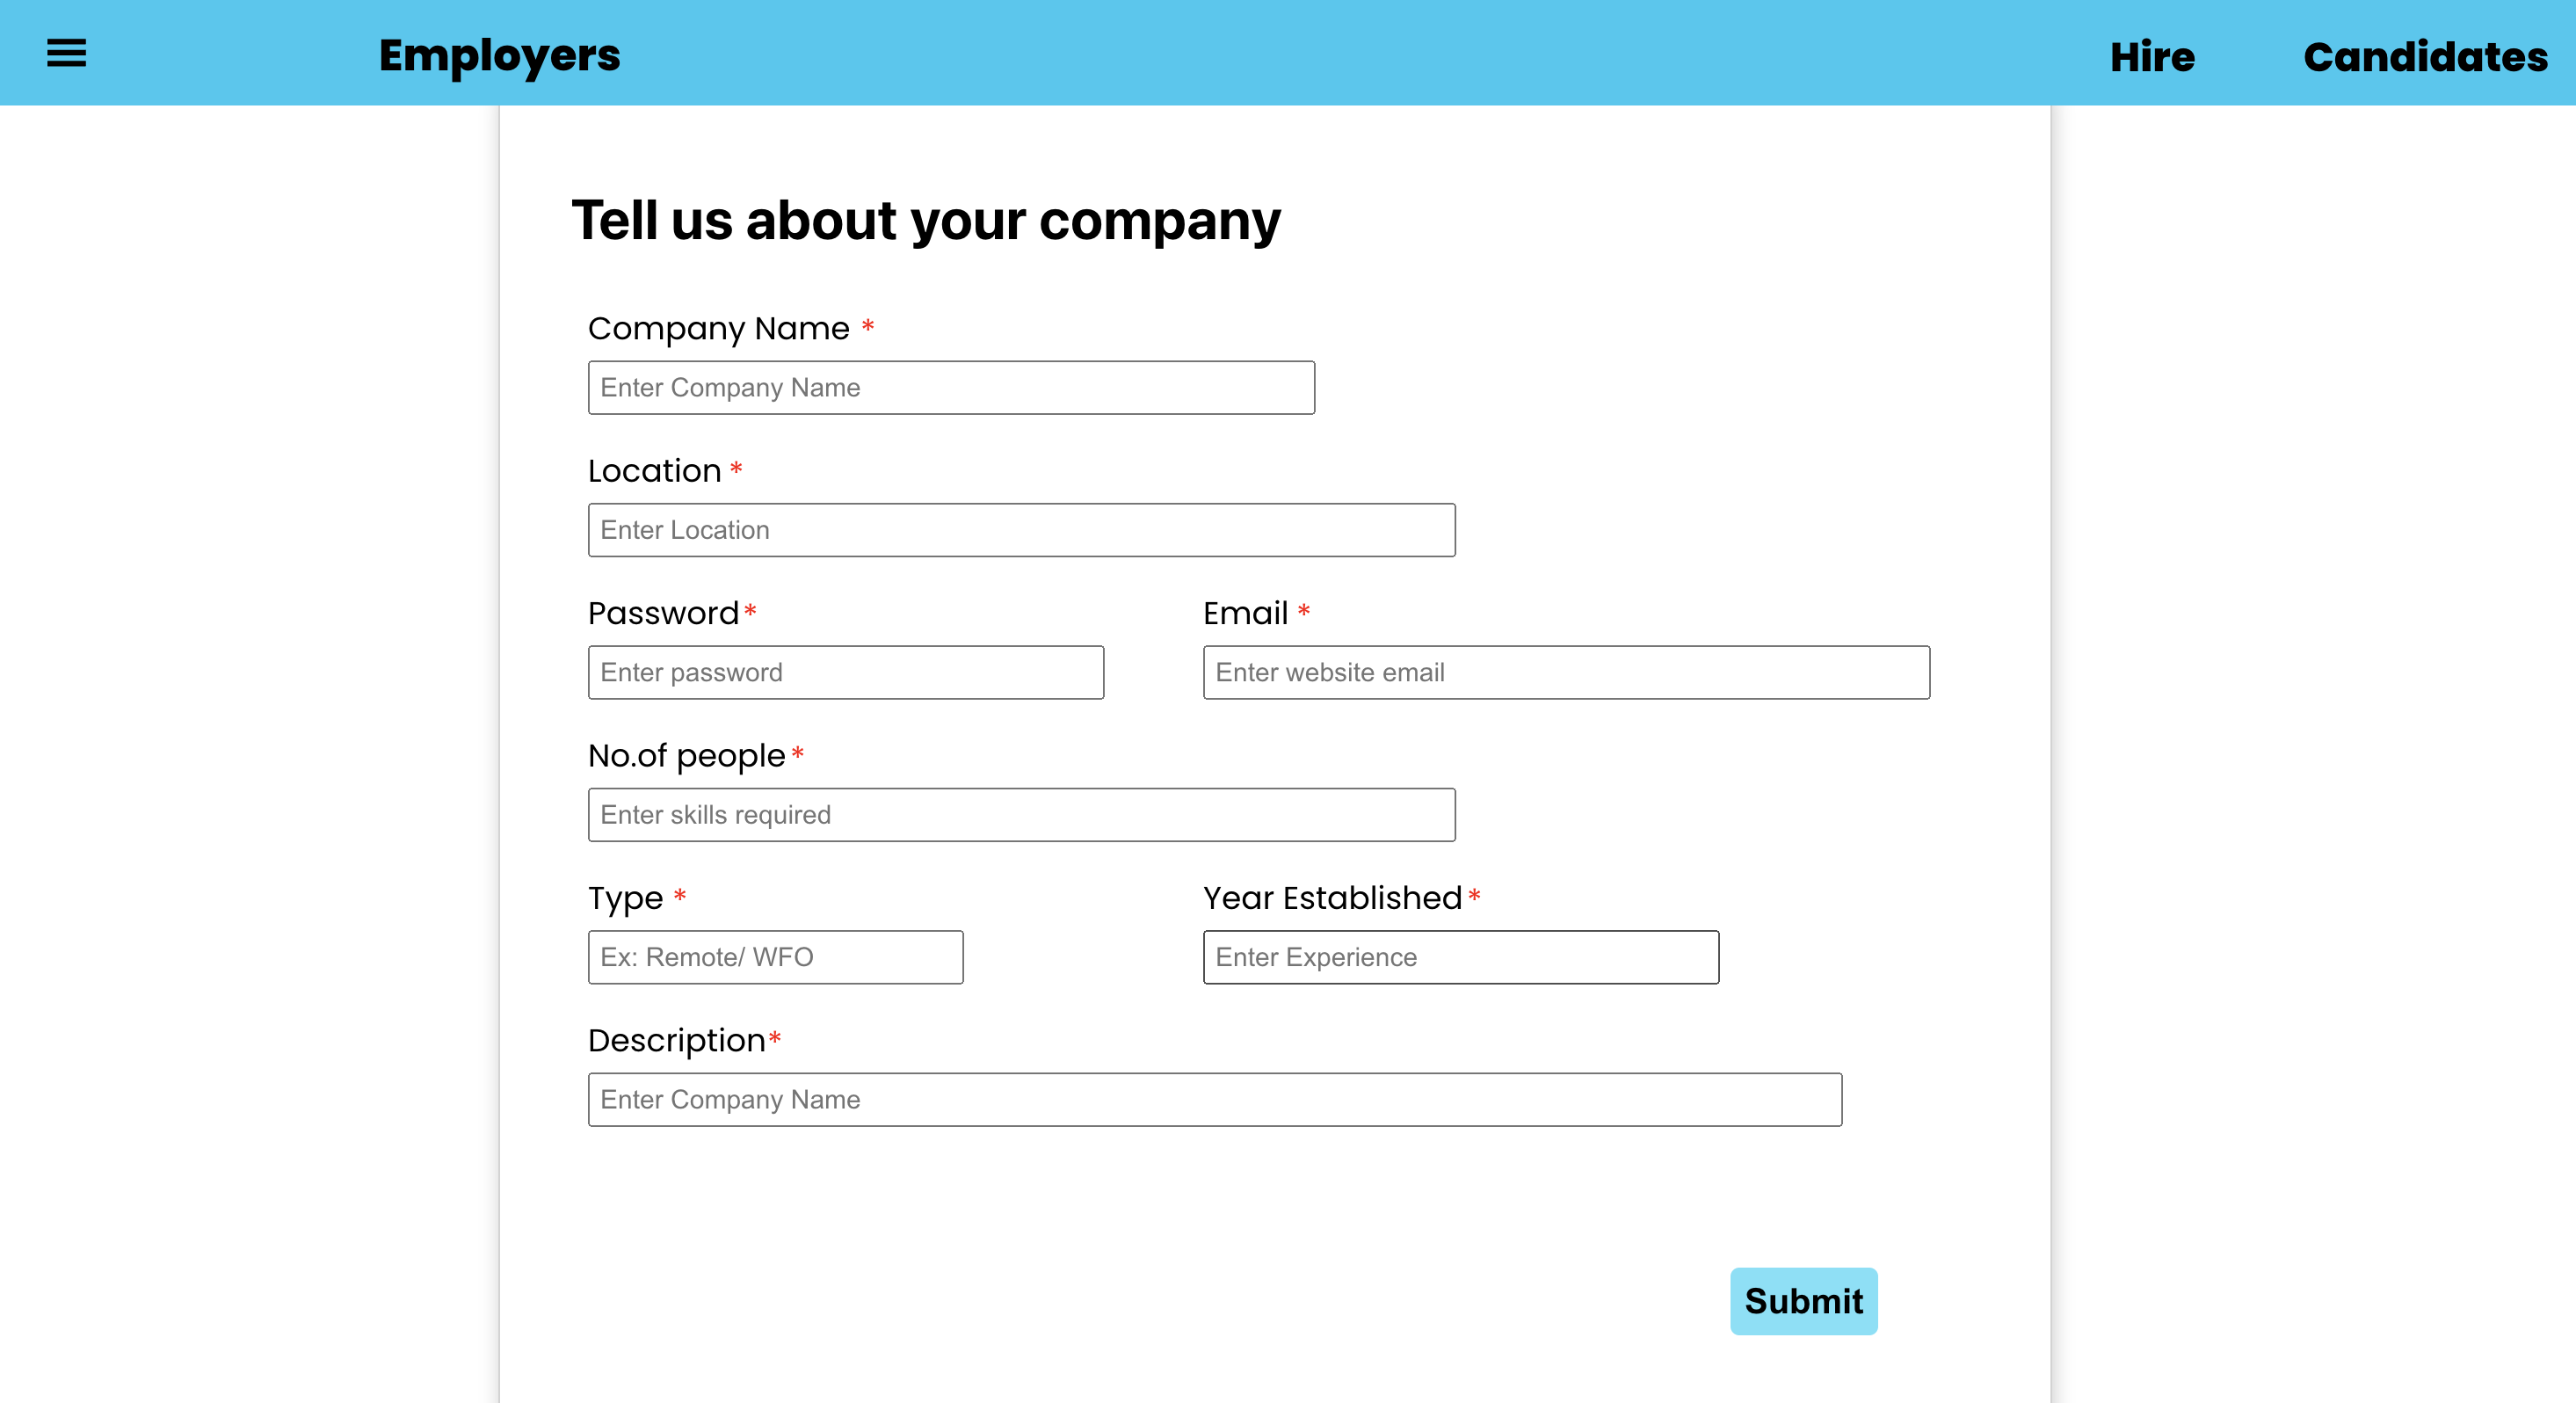 Employers Hire Candidates
Tell us about your company
Company Name *
Enter Company Name
Location *
Enter Location
Password* Email *
Enter password Enter website email
No.of people*
Enter skills required
Type * Year Established*
Ex: Remote/ WFO Enter Experience
Description*
Enter Company Name
Submit